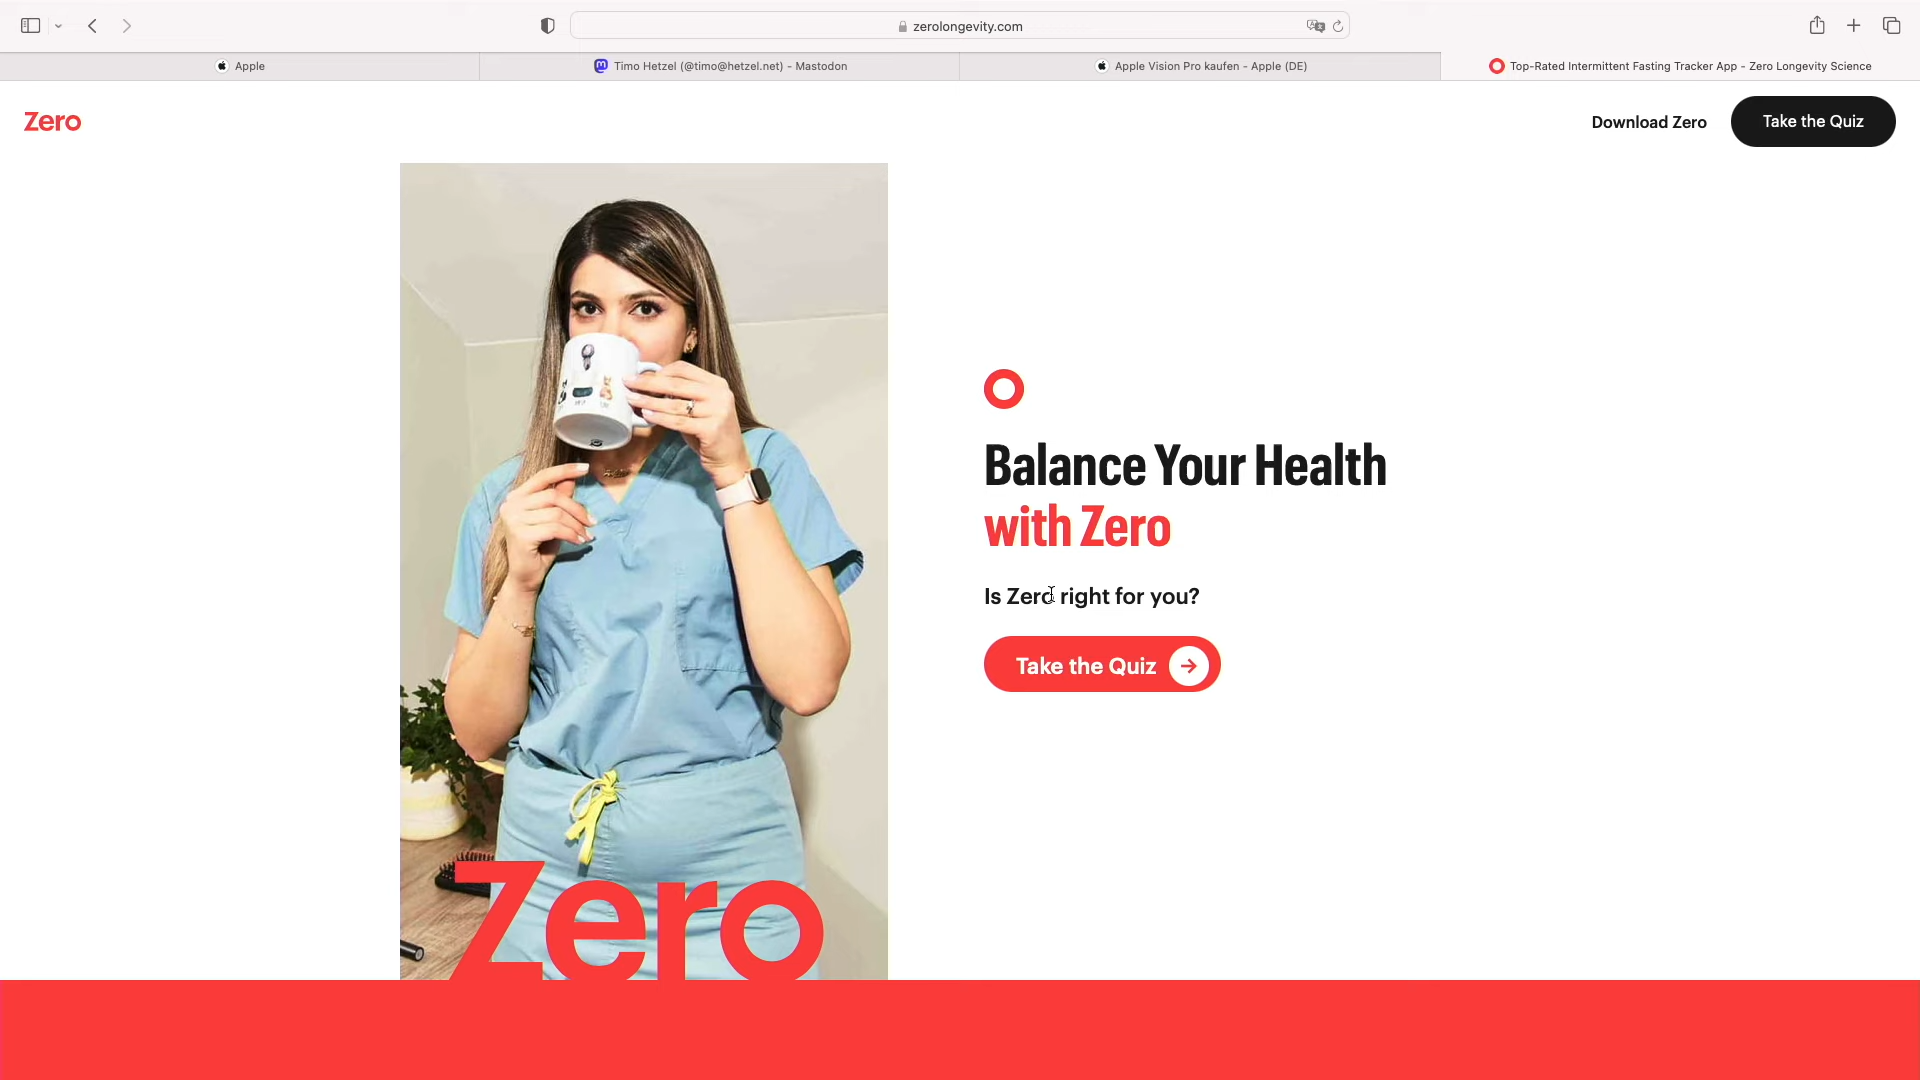 zerolongevity.com
Apple
Timo Hetzel (@timo@hetzel.net) - Mastodon
Apple Vision Pro kaufen - Apple (DE)
Top-Rated Intermittent Fasting Tracker App - Zero Longevity Science
Zero
Download Zero
Take the Quiz
Balance Your Health
with Zero
Is Zero right for you?
Take the Quiz
Zero